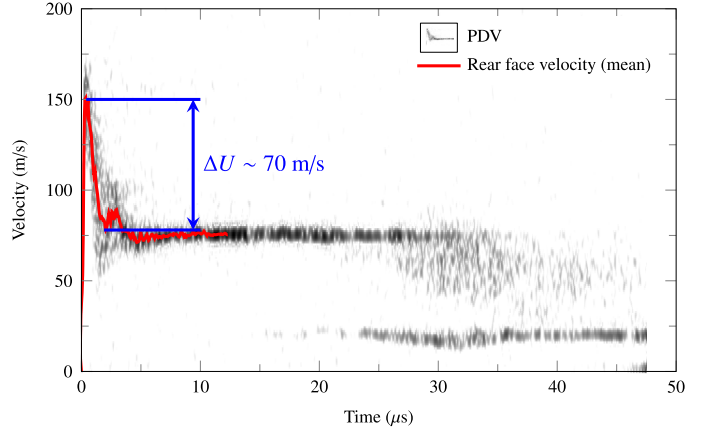 200
150
100
50
0
0
10
20
30
40
50
Velocity (m/s)
Time (μs)
PDV
Rear face velocity (mean)
ΔU ~ 70 m/s